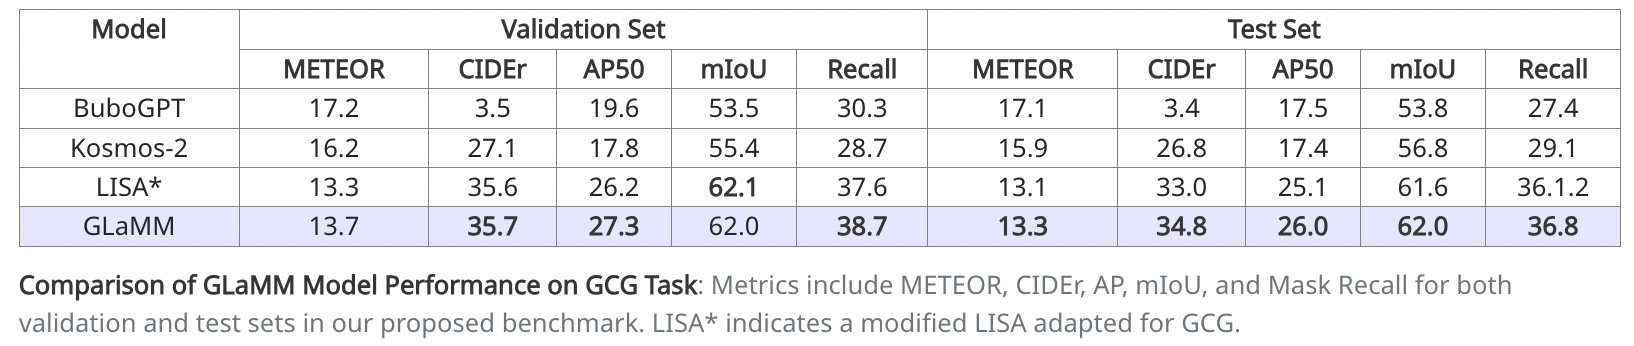 Model Validation Set Test Set
METEOR CIDEr AP50 mIoU Recall METEOR CIDEr AP50 mIoU Recall
BuboGPT 17.2 3.5 19.6 53.5 30.3 17.1 3.4 17.5 53.8 27.4
Kosmos-2 16.2 27.1 17.8 55.4 28.7 15.9 26.8 17.4 56.8 29.1
LISA* 13.3 35.6 26.2 62.1 37.6 13.1 33.0 25.1 61.6 36.1.2
GLaMM 13.7 35.7 27.3 62.0 38.7 13.3 34.8 26.0 62.0 36.8
Comparison of GLaMM Model Performance on GCG Task: Metrics include METEOR, CIDEr, AP, mIoU, and Mask Recall for both
validation and test sets in our proposed benchmark. LISA* indicates a modified LISA adapted for GCG.